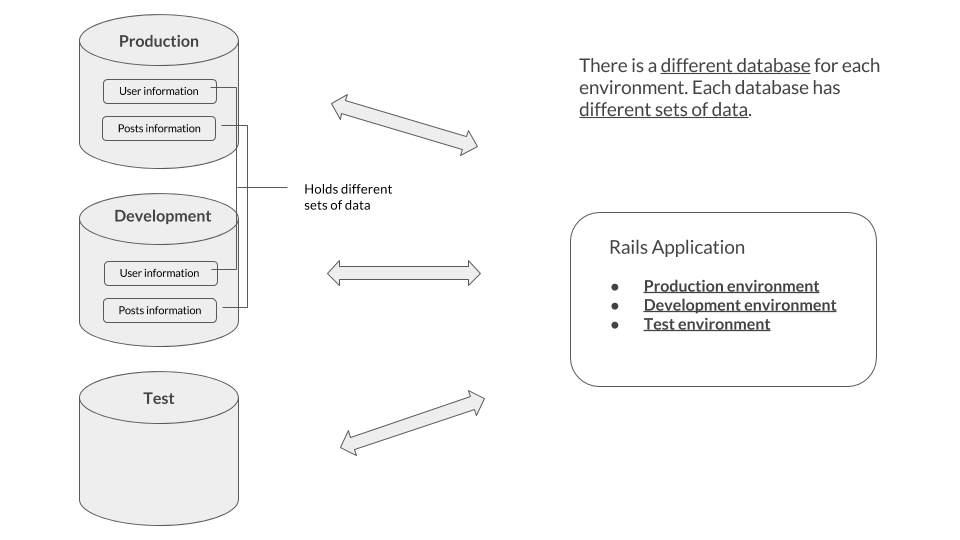 Production
User information
Posts information
Holds different
sets of data
Development
User information
Posts information
Test
There is a different database for each
environment. Each database has
different sets of data.
Rails Application
● Production environment
● Development environment
● Test environment